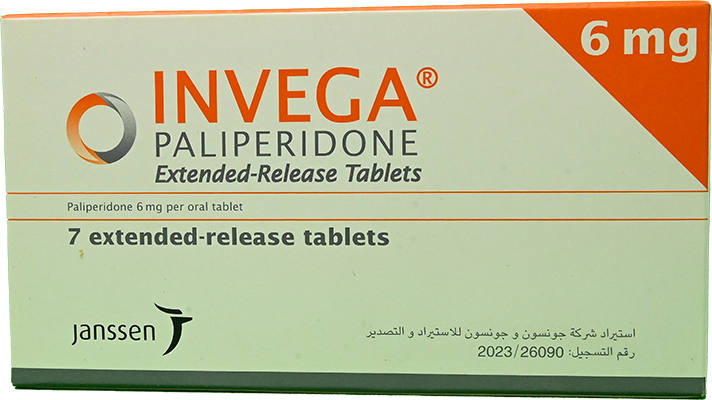 6 mg
INVEGA®
PALIPERIDONE
Extended-Release Tablets
Paliperidone 6 mg per oral tablet
7 extended-release tablets
janssen
استيراد شركة جونسون و جونسون للاستيراد و التصدير
رقم التسجيل: 2023/26090